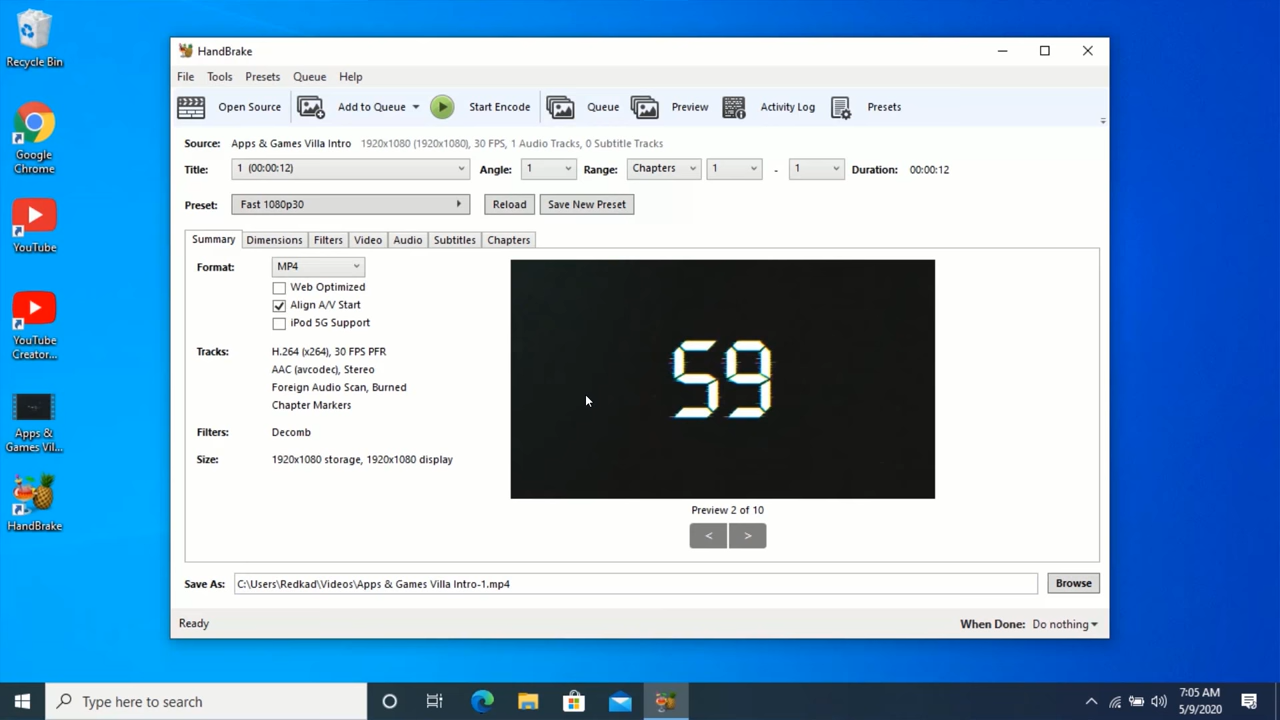 Recycle Bin
Google
Chrome
YouTube
YouTube
Creator...
Apps &
Games Vil...
HandBrake
HandBrake
File Tools Presets Queue Help
Open Source Add to Queue Start Encode Queue Preview Activity Log Presets
Source: Apps & Games Villa Intro 1920x1080 (1920x1080), 30 FPS, 1 Audio Tracks, 0 Subtitle Tracks
Title: 1 (00:00:12) Angle: 1 Range: Chapters 1 - 1 Duration: 00:00:12
Preset: Fast 1080p30 Reload Save New Preset
Summary Dimensions Filters Video Audio Subtitles Chapters
Format: MP4
Web Optimized
Align A/V Start
iPod 5G Support
Tracks: H.264 (x264), 30 FPS PFR
AAC (avcodec), Stereo
Foreign Audio Scan, Burned
Chapter Markers
Filters: Decomb
Size: 1920x1080 storage, 1920x1080 display
59
Preview 2 of 10
< >
Save As: C:\Users\Redkad\Videos\Apps & Games Villa Intro-1.mp4 Browse
Ready When Done: Do nothing
Type here to search
7:05 AM
5/9/2020